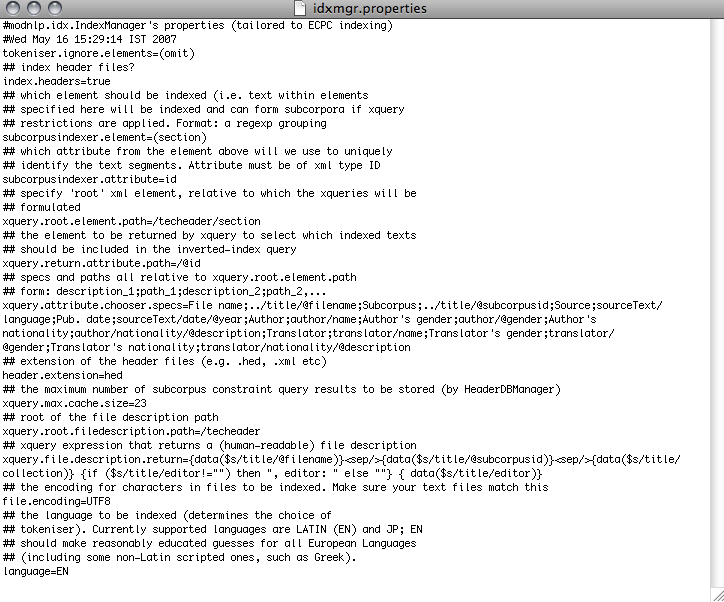 idxmgr.properties
#modnlp.idx.IndexManager's properties (tailored to ECPC indexing)
#Wed May 16 15:29:14 IST 2007
tokeniser.ignore.elements=(omit)
## index header files?
index.headers=true
## which element should be indexed (i.e. text within elements
## specified here will be indexed and can form subcorpora if xquery
## restrictions are applied. Format: a regexp grouping
subcorpusindexer.element=(section)
## which attribute from the element above will we use to uniquely
## identify the text segments. Attribute must be of xml type ID
subcorpusindexer.attribute=id
## specify 'root' xml element, relative to which the xqueries will be
## formulated
xquery.root.element.path=/techeader/section
## the element to be returned by xquery to select which indexed texts
## should be included in the inverted-index query
xquery.return.attribute.path=/@id
## specs and paths all relative to xquery.root.element.path
## form: description_1;path_1;description_2;path_2,...
xquery.attribute.chooser.specs=File name;../title/@filename;Subcorpus;../title/@subcorpusid;Source;sourceText/
language;Pub. date;sourceText/date/@year;Author;author/name;Author's gender;author/@gender;Author's
nationality;author/nationality/@description;Translator;translator/name;Translator's gender;translator/
@gender;Translator's nationality;translator/nationality/@description
## extension of the header files (e.g. .hed, .xml etc)
header.extension=hed
## the maximum number of subcorpus constraint query results to be stored (by HeaderDBManager)
xquery.max.cache.size=23
## root of the file description path
xquery.root.filedescription.path=/techeader
## xquery expression that returns a (human-readable) file description
xquery.file.description.return={data($s/title/@filename)}<sep/>{data($s/title/@subcorpusid)}<sep/>{data($s/title/
collection)} {if ($s/title/editor!="") then ", editor: " else ""} { data($s/title/editor)}
## the encoding for characters in files to be indexed. Make sure your text files match this
file.encoding=UTF8
## the language to be indexed (determines the choice of
## tokeniser). Currently supported languages are LATIN (EN) and JP; EN
## should make reasonably educated guesses for all European Languages
## (including some non-Latin scripted ones, such as Greek).
language=EN